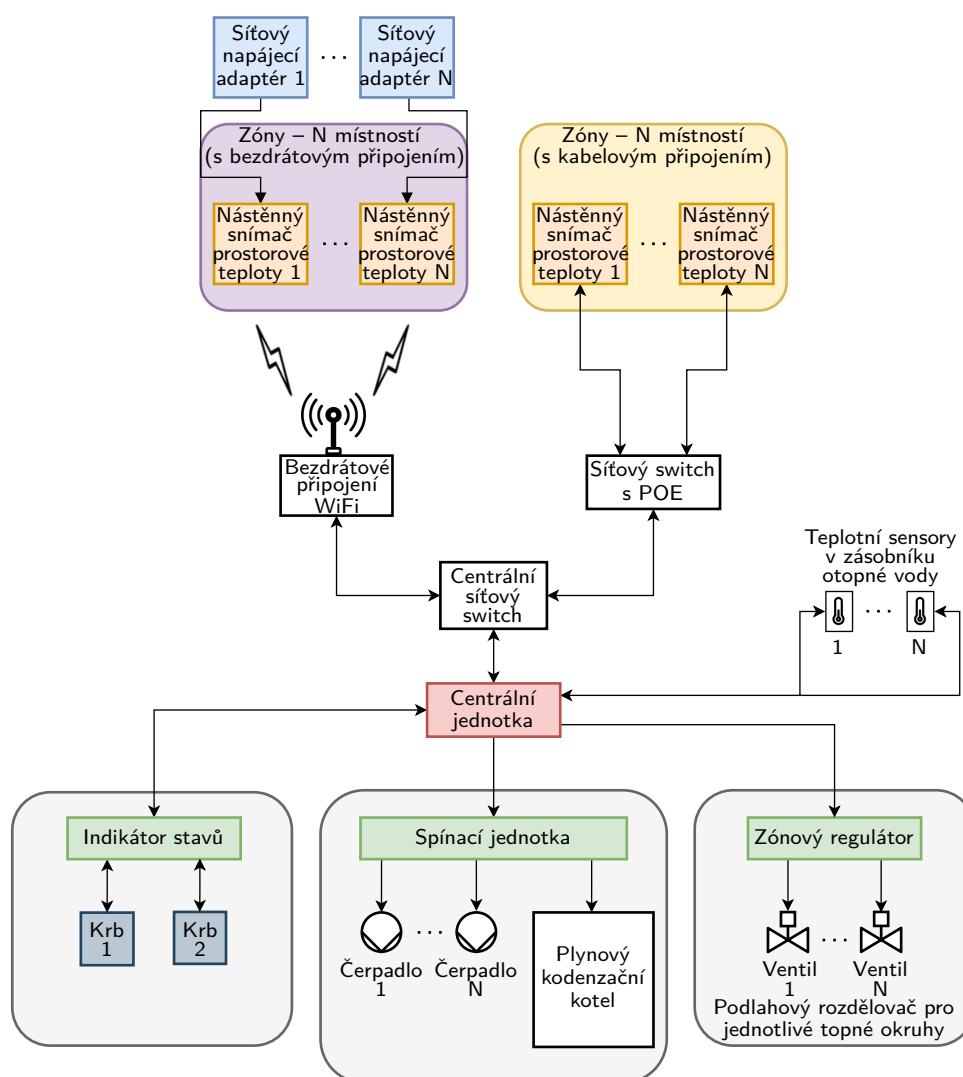 Síťový
napájecí
adaptér 1
. . .
Síťový
napájecí
adaptér N
Zóny – N místností
(s bezdrátovým připojením)
Nástěnný
snímač
prostorové
teploty 1
. . .
Nástěnný
snímač
prostorové
teploty N
Zóny – N místností
(s kabelovým připojením)
Nástěnný
snímač
prostorové
teploty 1
. . .
Nástěnný
snímač
prostorové
teploty N
Bezdrátové
připojení
WiFi
Síťový switch
s POE
Centrální
síťový
switch
Teplotní sensory
v zásobníku
otopné vody
. . .
1
N
Centrální
jednotka
Indikátor stavů
Krb
1
Krb
2
Spínací jednotka
. . .
Čerpadlo
1
Čerpadlo
N
Plynový
kodenzační
kotel
Zónový regulátor
. . .
Ventil
1
Ventil
N
Podlahový rozdělovač pro
jednotlivé topné okruhy